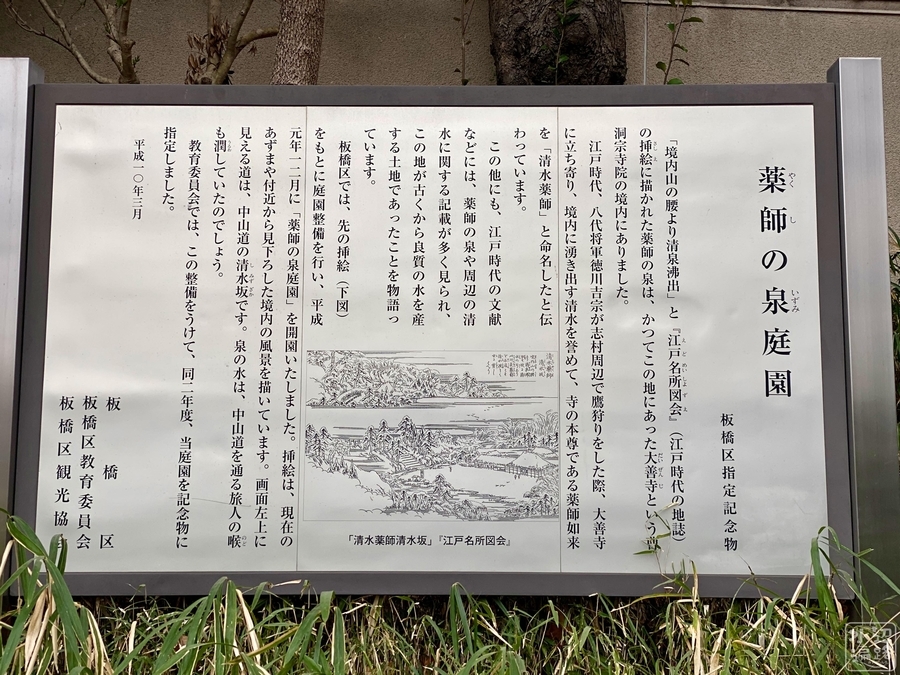 薬師の泉庭園
板橋区指定記念物
「境内山の腰より清泉沸出」と『江戸名所図会』（江戸時代の地誌）
の挿絵に描かれた薬師の泉は、かつてこの地にあった大善寺という曹
洞宗寺院の境内にありました。
江戸時代、八代将軍徳川吉宗が志村周辺で鷹狩りをした際、大善寺
に立ち寄り、境内に湧き出す清水を誉めて、寺の本尊である薬師如来
を「清水薬師」と命名したと伝
わっています。
この他にも、江戸時代の文献
などには、薬師の泉や周辺の清
水に関する記載が多く見られ、
この地が古くから良質の水を産
する土地であったことを物語っ
ています。
板橋区では、先の挿絵（下図）
をもとに庭園整備を行い、平成
元年一二月に「薬師の泉庭園」を開園いたしました。挿絵は、現在の
あずまや付近から見下ろした境内の風景を描いています。画面左上に
見える道は、中山道の清水坂です。泉の水は、中山道を通る旅人の喉
も潤していたのでしょう。
教育委員会では、この整備をうけて、同二年度、当庭園を記念物に
指定しました。
平成一〇年三月
板橋区
板橋区教育委員会
板橋区観光協
「清水薬師清水坂」『江戸名所図会』